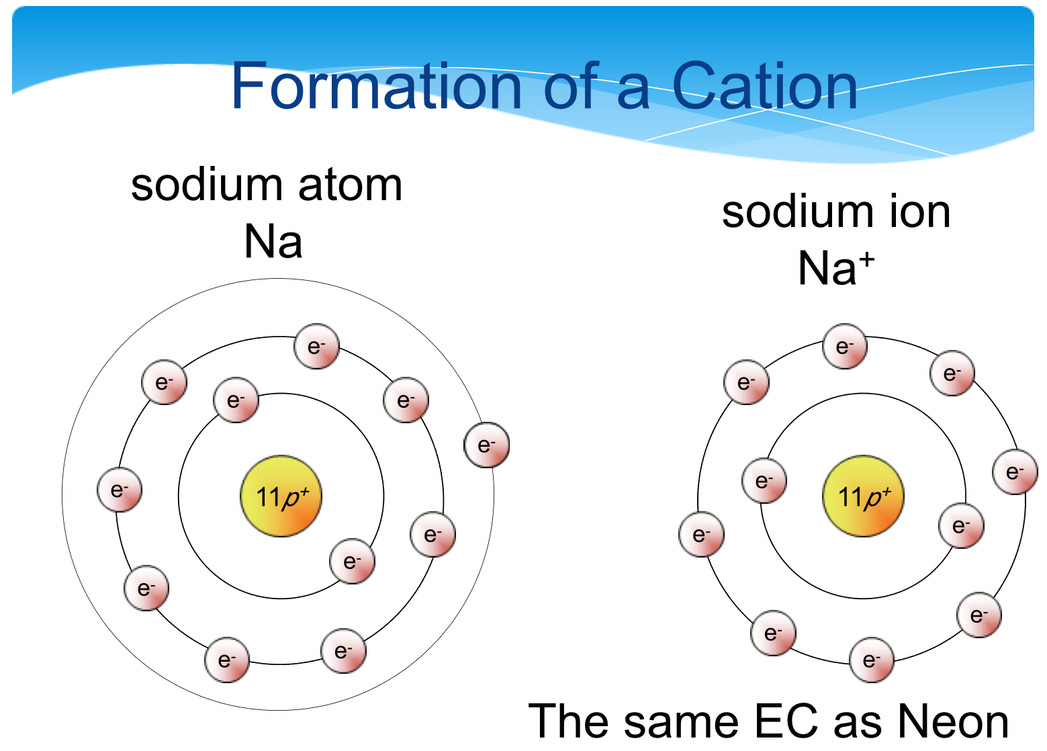 Formation of a Cation
sodium atom
Na
sodium ion
Na⁺
e⁻
e⁻
e⁻
e⁻
e⁻
e⁻
e⁻
11p⁺
e⁻
e⁻
e⁻
e⁻
e⁻
e⁻
e⁻
e⁻
e⁻
11p⁺
e⁻
e⁻
e⁻
e⁻
e⁻
The same EC as Neon